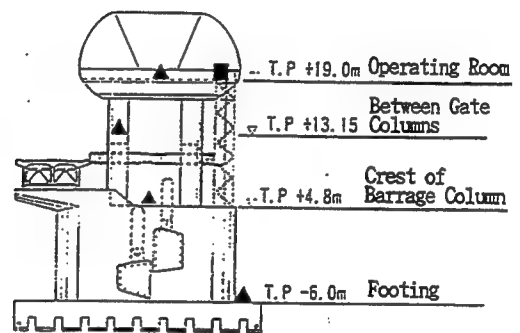 T.P +19.0m Operating Room
Between Gate
T.P +13.15 Columns
Crest of
T.P +4.8m Barrage Column
T.P -6.0m Footing